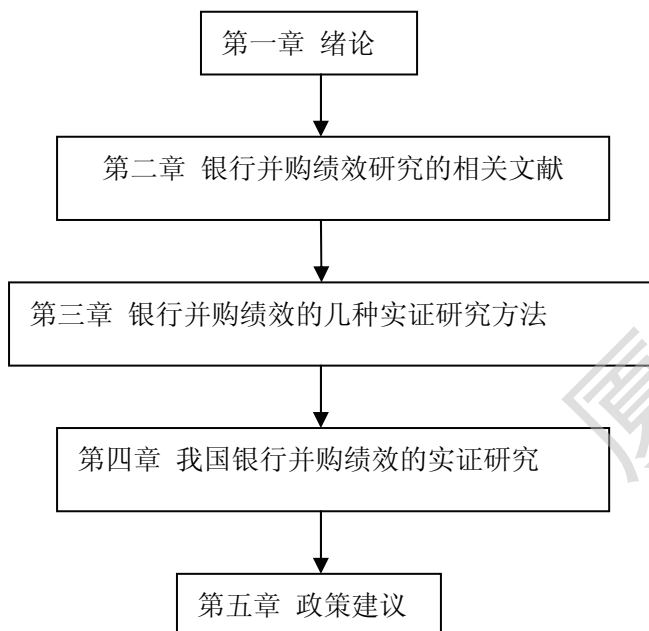 第一章 绪论
第二章 银行并购绩效研究的相关文献
第三章 银行并购绩效的几种实证研究方法
第四章 我国银行并购绩效的实证研究
第五章 政策建议
厦